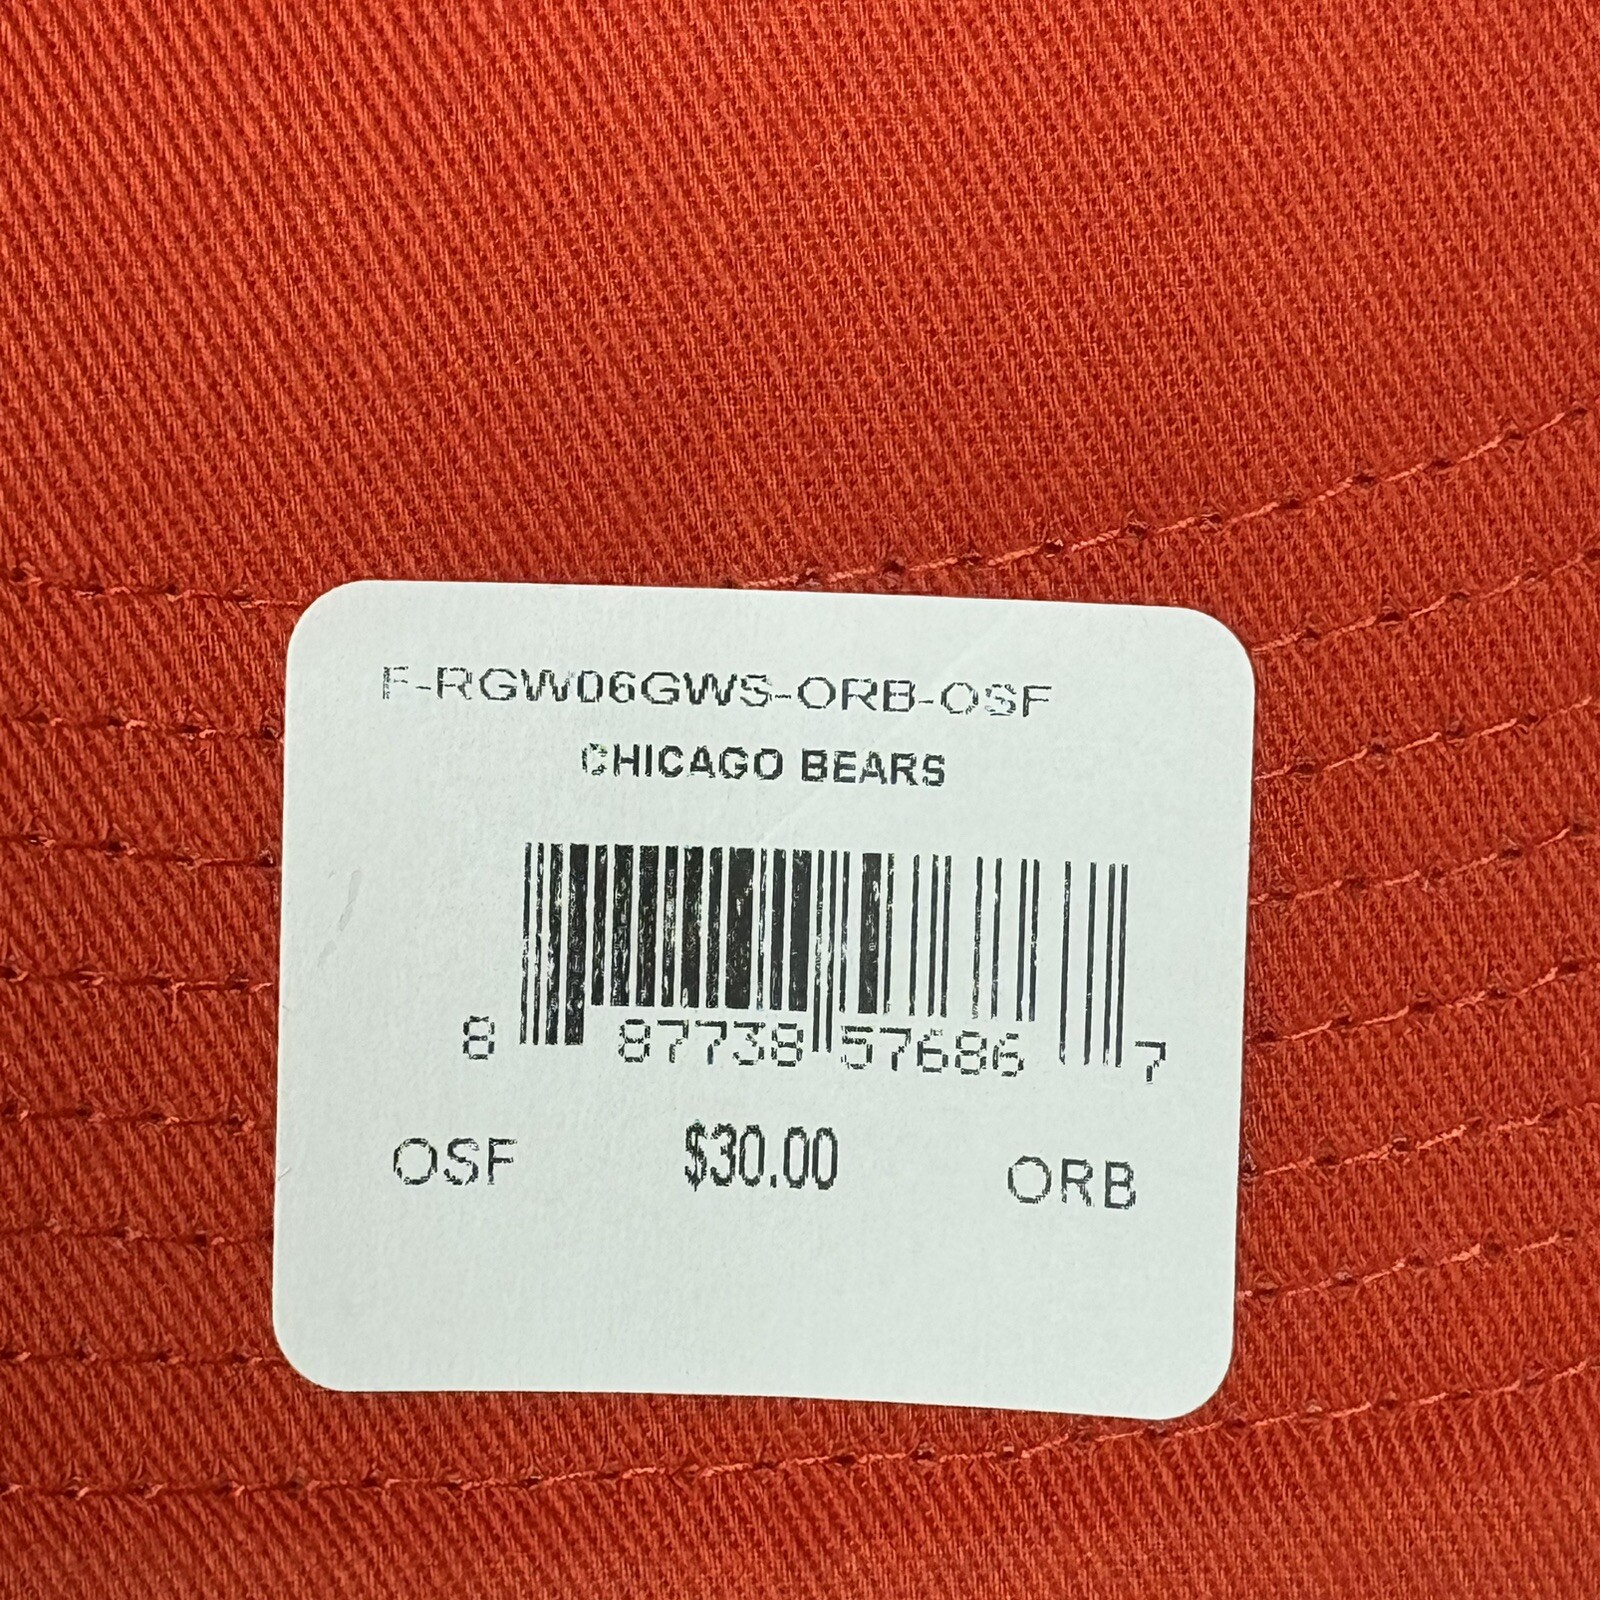 F-RGW06GWS-ORB-OSF
CHICAGO BEARS
8 87738 57686 7
OSF $30.00 ORB